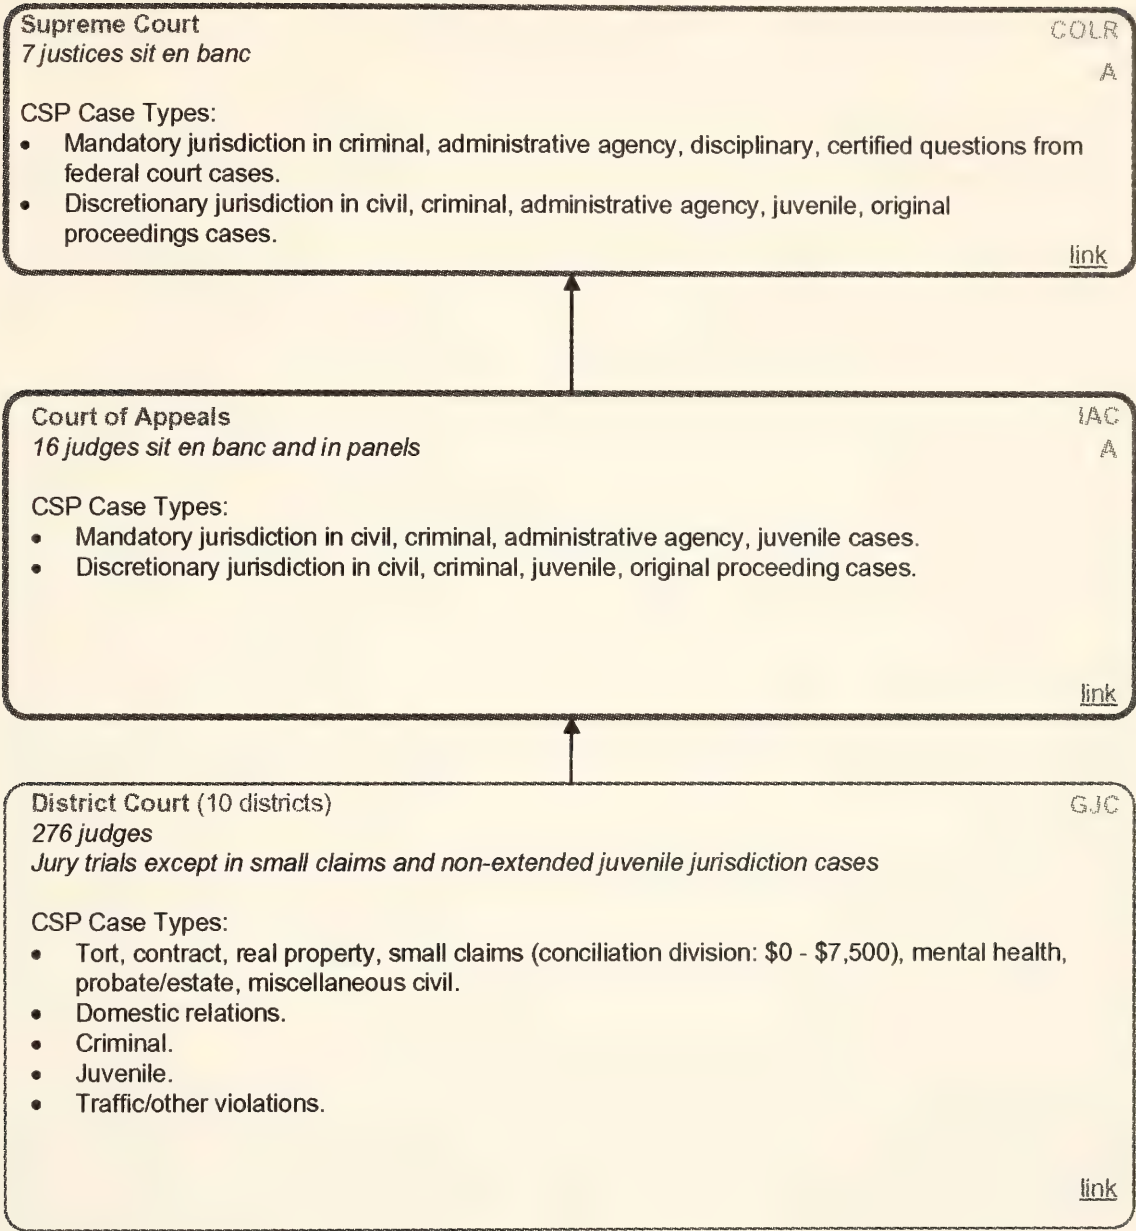 Supreme Court
COLR
7 justices sit en banc
A
CSP Case Types:
• Mandatory jurisdiction in criminal, administrative agency, disciplinary, certified questions from
federal court cases.
• Discretionary jurisdiction in civil, criminal, administrative agency, juvenile, original
proceedings cases.
link
Court of Appeals
IAC
16 judges sit en banc and in panels
A
CSP Case Types:
• Mandatory jurisdiction in civil, criminal, administrative agency, juvenile cases.
• Discretionary jurisdiction in civil, criminal, juvenile, original proceeding cases.
link
District Court (10 districts)
GJC
276 judges
Jury trials except in small claims and non-extended juvenile jurisdiction cases
CSP Case Types:
• Tort, contract, real property, small claims (conciliation division: $0 - $7,500), mental health,
probate/estate, miscellaneous civil.
• Domestic relations.
• Criminal.
• Juvenile.
• Traffic/other violations.
link